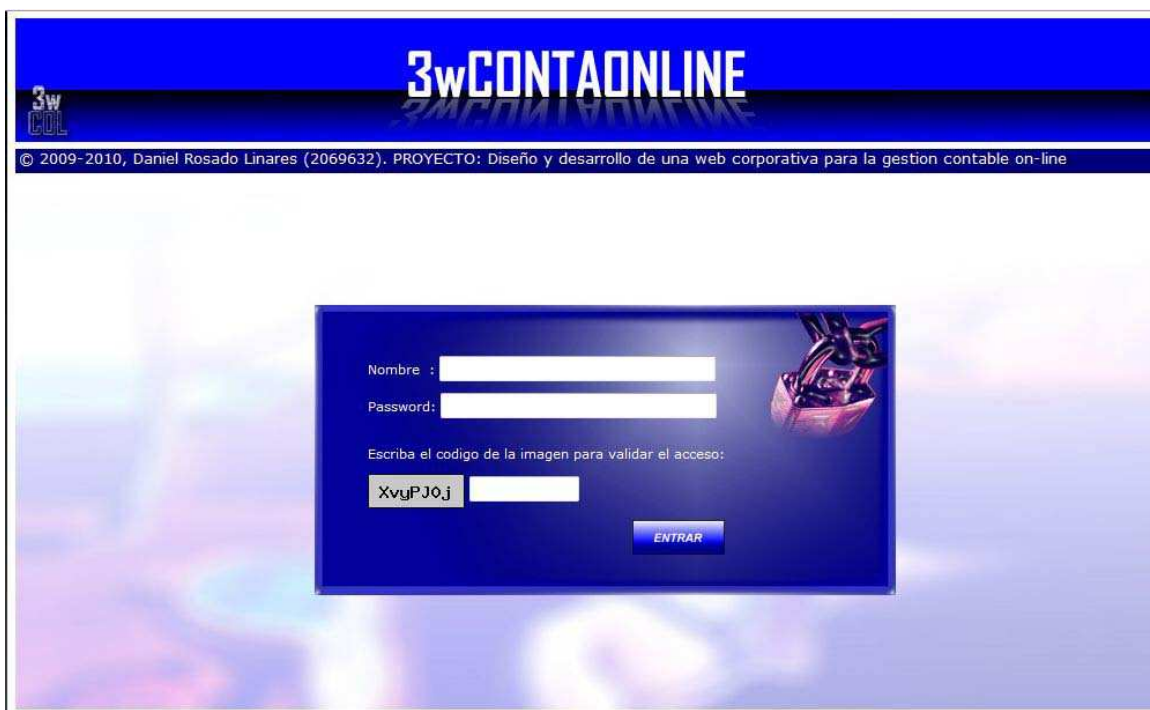 3wCONTAONLINE
3w
COL
© 2009-2010, Daniel Rosado Linares (2069632). PROYECTO: Diseño y desarrollo de una web corporativa para la gestion contable on-line
Nombre :
Password:
Escriba el codigo de la imagen para validar el acceso:
XvyPJ0j
ENTRAR